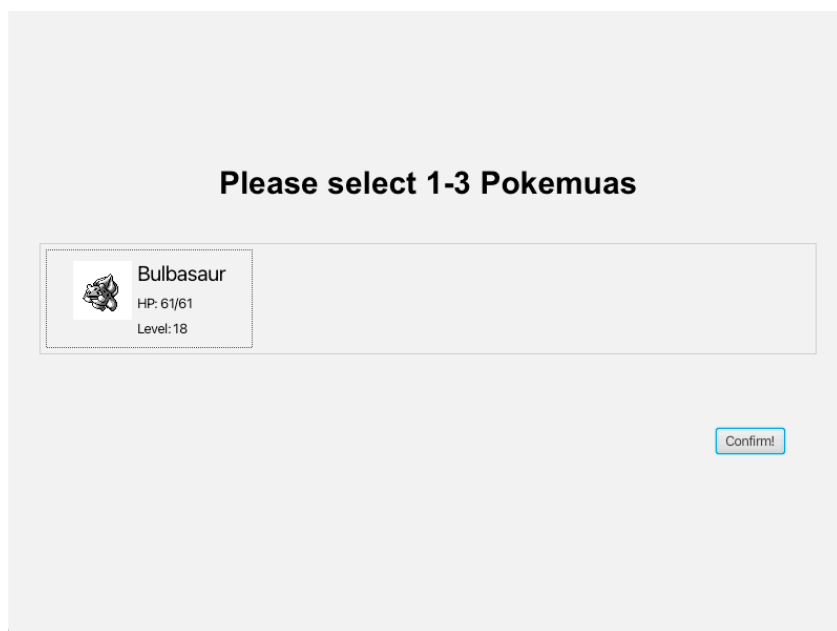 Please select 1-3 Pokemuas
Bulbasaur
HP: 61/61
Level: 18
Confirm!